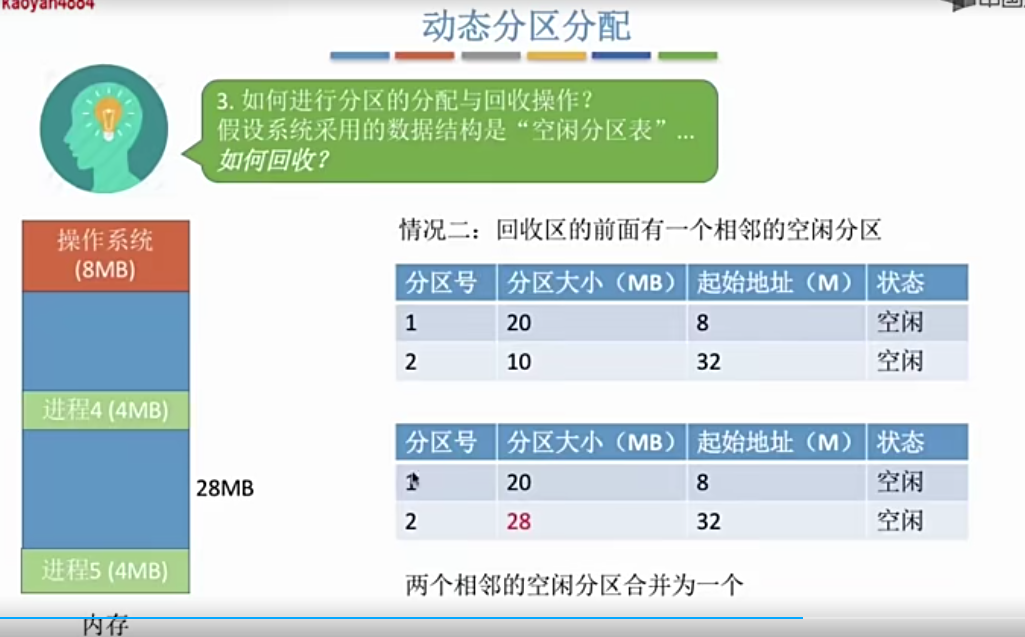 kaoyan4884
动态分区分配
3. 如何进行分区的分配与回收操作？
假设系统采用的数据结构是“空闲分区表”...
如何回收？
操作系统
(8MB)
进程4 (4MB)
28MB
进程5 (4MB)
内存
情况二：回收区的前面有一个相邻的空闲分区
分区号 分区大小（MB） 起始地址（M） 状态
1 20 8 空闲
2 10 32 空闲
分区号 分区大小（MB） 起始地址（M） 状态
1 20 8 空闲
2 28 32 空闲
两个相邻的空闲分区合并为一个